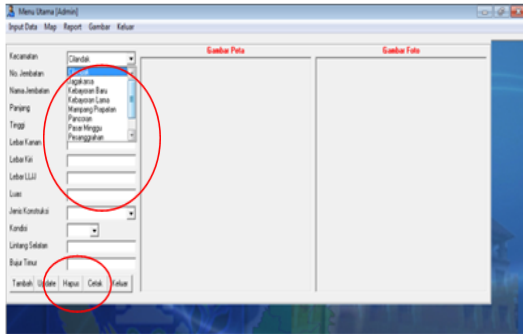 Menu Utama [Admin]
Input Data Map Report Gambar Keluar
Kecamatan Cilandak
Gambar Peta
Gambar Foto
No. Jembatan
Jagakarsa
Nama Jembatan Kebayoran Baru
Kebayoran Lama
Panjang Mampang Prapatan
Pancoran
Tinggi Pasar Minggu
Pesanggrahan
Lebar Kanan
Lebar Kiri
Lebar LLJJ
Luas
Jenis Konstruksi
Kondisi
Lintang Selatan
Bujur Timur
Tambah Update Hapus Cetak Keluar